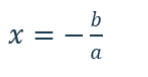 x = −b/a